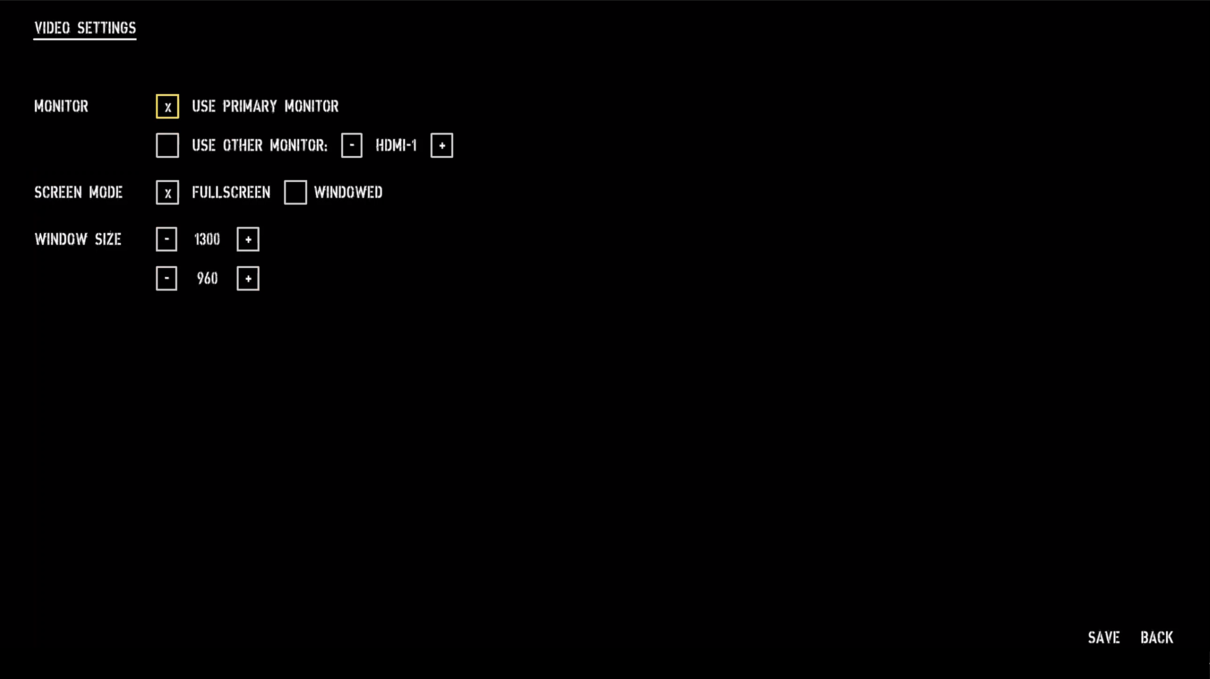 VIDEO SETTINGS
MONITOR X USE PRIMARY MONITOR
USE OTHER MONITOR: - HDMI-1 +
SCREEN MODE X FULLSCREEN WINDOWED
WINDOW SIZE - 1300 +
- 960 +
SAVE BACK